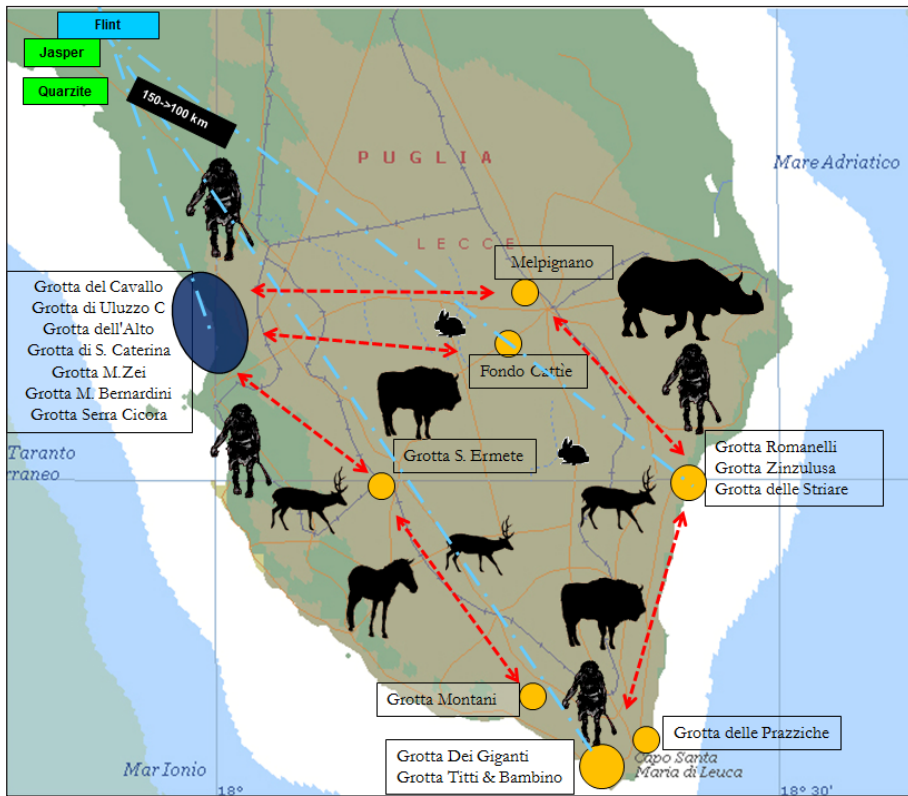 Flint
Jasper
Quarzite
150->100 km
PUGLIA
Mare Adriatico
LECCE
Melpignano
Grotta del Cavallo
Grotta di Uluzzo C
Grotta dell'Alto
Grotta di S. Caterina
Grotta M.Zei
Grotta M. Bernardini
Grotta Serra Cicora
Fondo Cattìe
Taranto
rraneo
Grotta S. Ermete
Grotta Romanelli
Grotta Zinzulusa
Grotta delle Striare
Grotta Montani
Grotta delle Prazziche
Grotta Dei Giganti
Grotta Titti & Bambino
Capo Santa
Maria di Leuca
Mar Ionio
18°
18° 30'